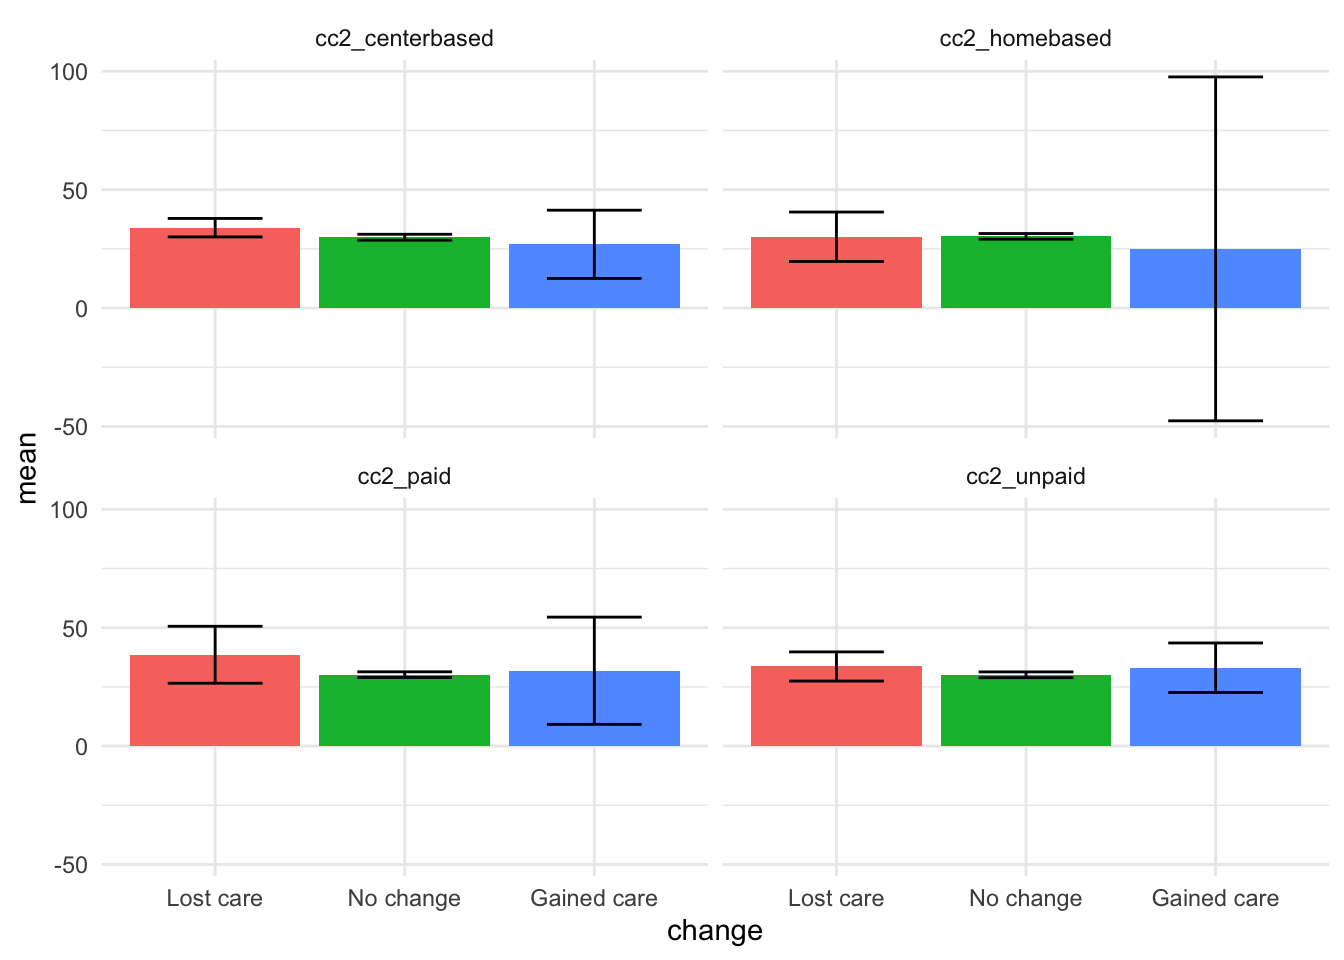 cc2_centerbased
cc2_homebased
100
50
0
-50
cc2_paid
cc2_unpaid
100
50
0
-50
mean
Lost care
No change
Gained care
Lost care
No change
Gained care
change